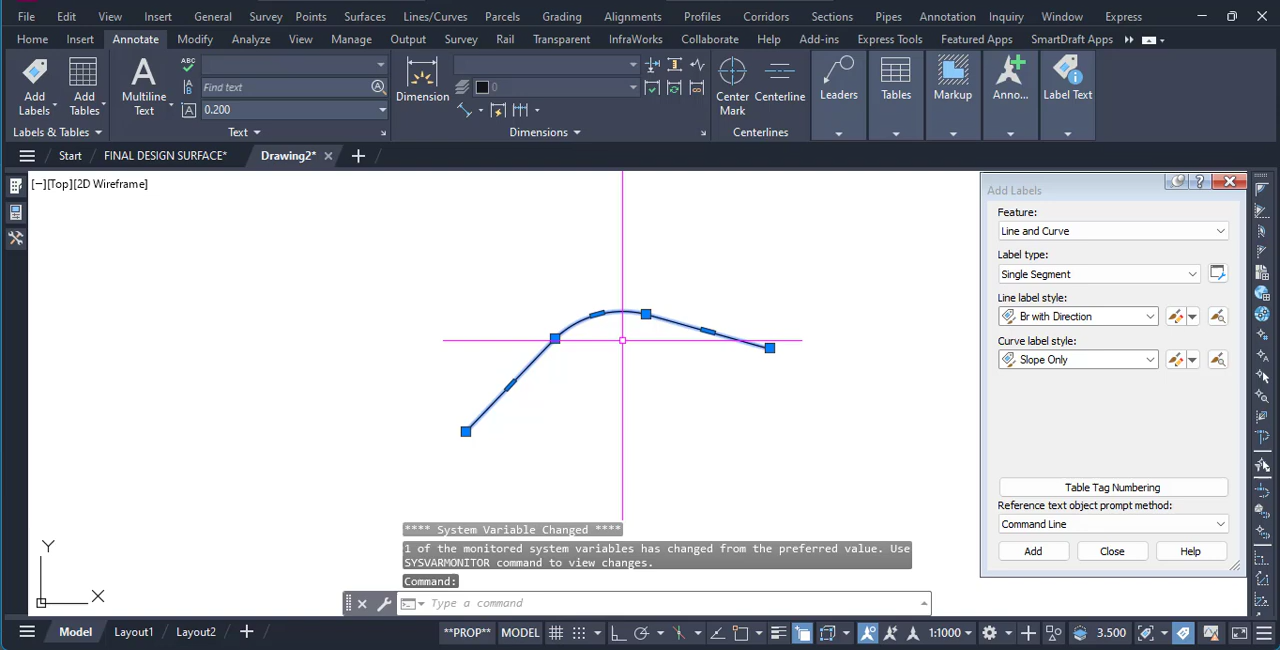 File Edit View Insert General Survey Points Surfaces Lines/Curves Parcels Grading Alignments Profiles Corridors Sections Pipes Annotation Inquiry Window Express
Home Insert Annotate Modify Analyze View Manage Output Survey Rail Transparent InfraWorks Collaborate Help Add-ins Express Tools Featured Apps SmartDraft Apps
Add Labels
Add Tables
Labels & Tables
Multiline Text
ABC
Find text
A 0.200
Text
Dimension
0
Dimensions
Center Mark
Centerline
Centerlines
Leaders
Tables
Markup
Anno...
Label Text
Start FINAL DESIGN SURFACE* Drawing2*
[−][Top][2D Wireframe]
Add Labels
Feature:
Line and Curve
Label type:
Single Segment
Line label style:
Br with Direction
Curve label style:
Slope Only
Table Tag Numbering
Reference text object prompt method:
Command Line
Add Close Help
**** System Variable Changed ****
1 of the monitored system variables has changed from the preferred value. Use
SYSVARMONITOR command to view changes.
Command:
Type a command
Y
X
Model Layout1 Layout2
**PROP** MODEL 1:1000 3.500